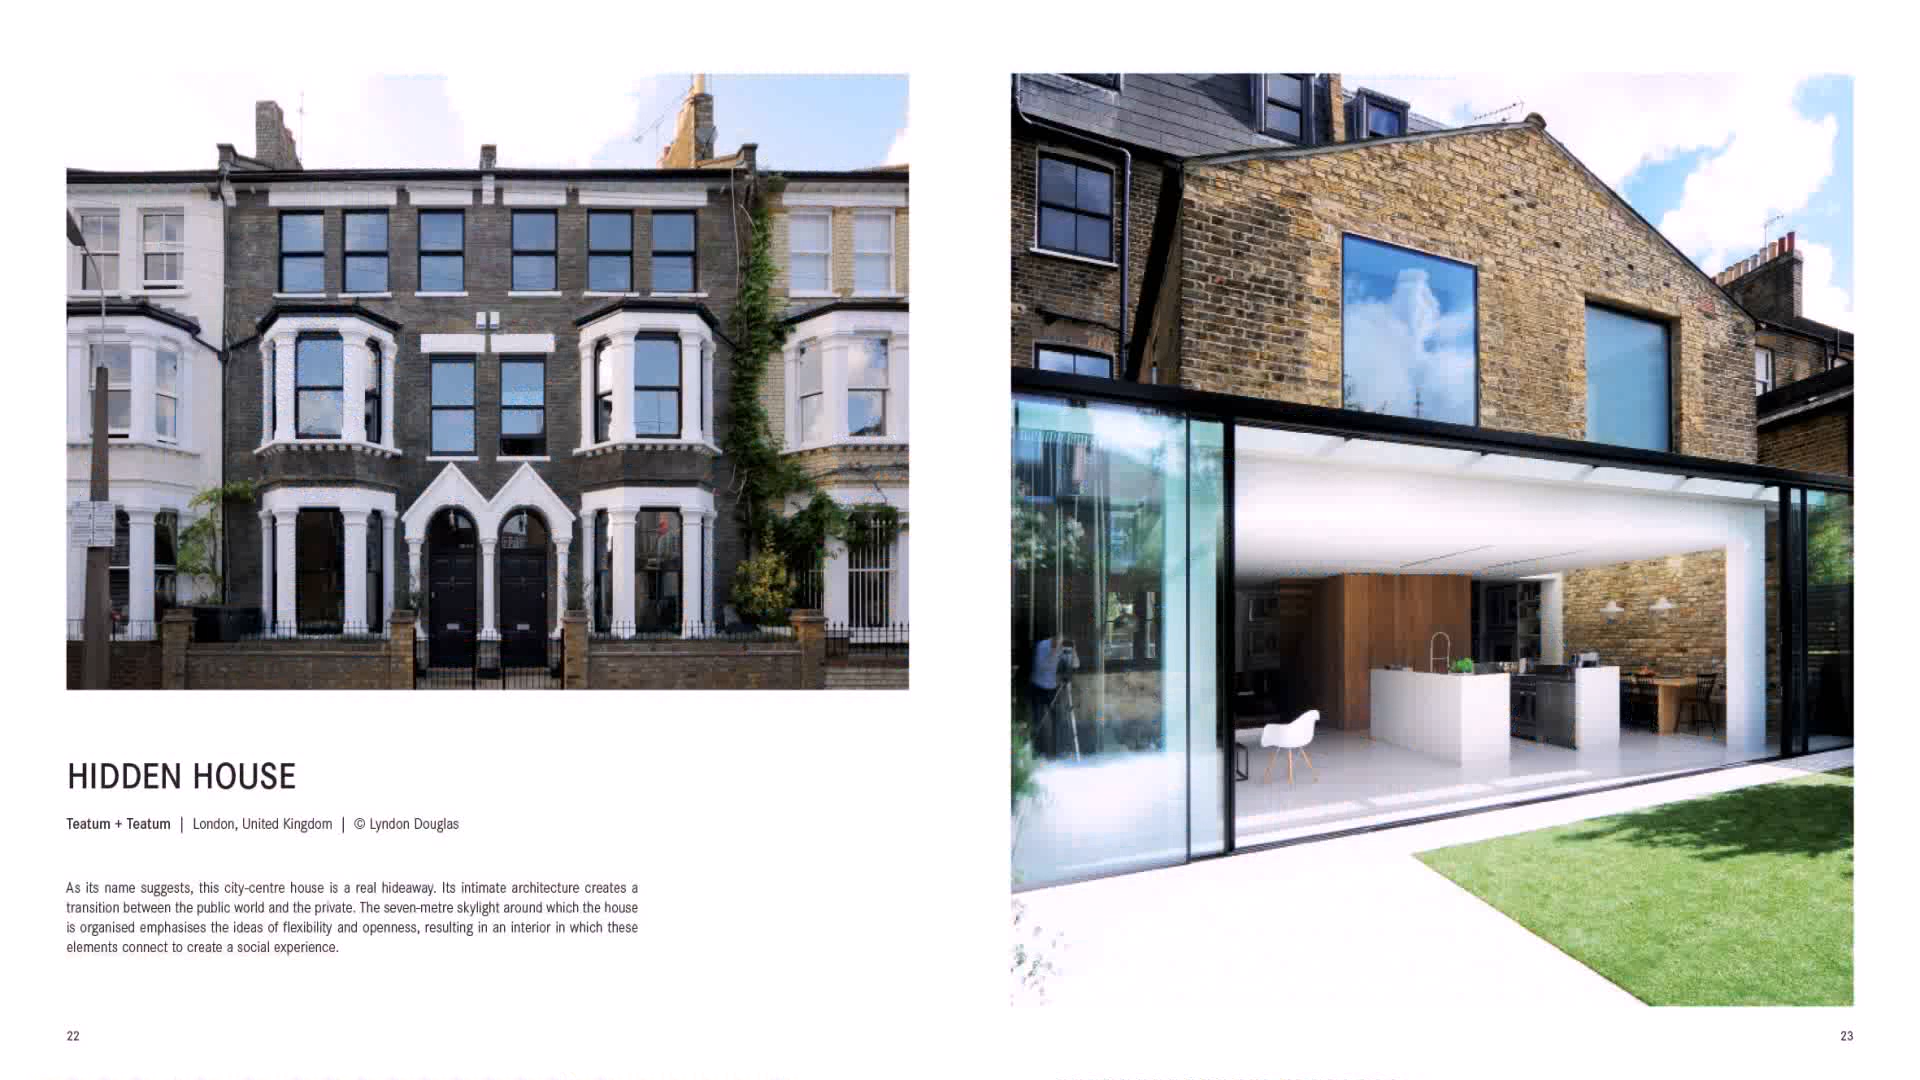 HIDDEN HOUSE
Teatum + Teatum | London, United Kingdom | © Lyndon Douglas
As its name suggests, this city-centre house is a real hideaway. Its intimate architecture creates a
transition between the public world and the private. The seven-metre skylight around which the house
is organised emphasises the ideas of flexibility and openness, resulting in an interior in which these
elements connect to create a social experience.
22
23